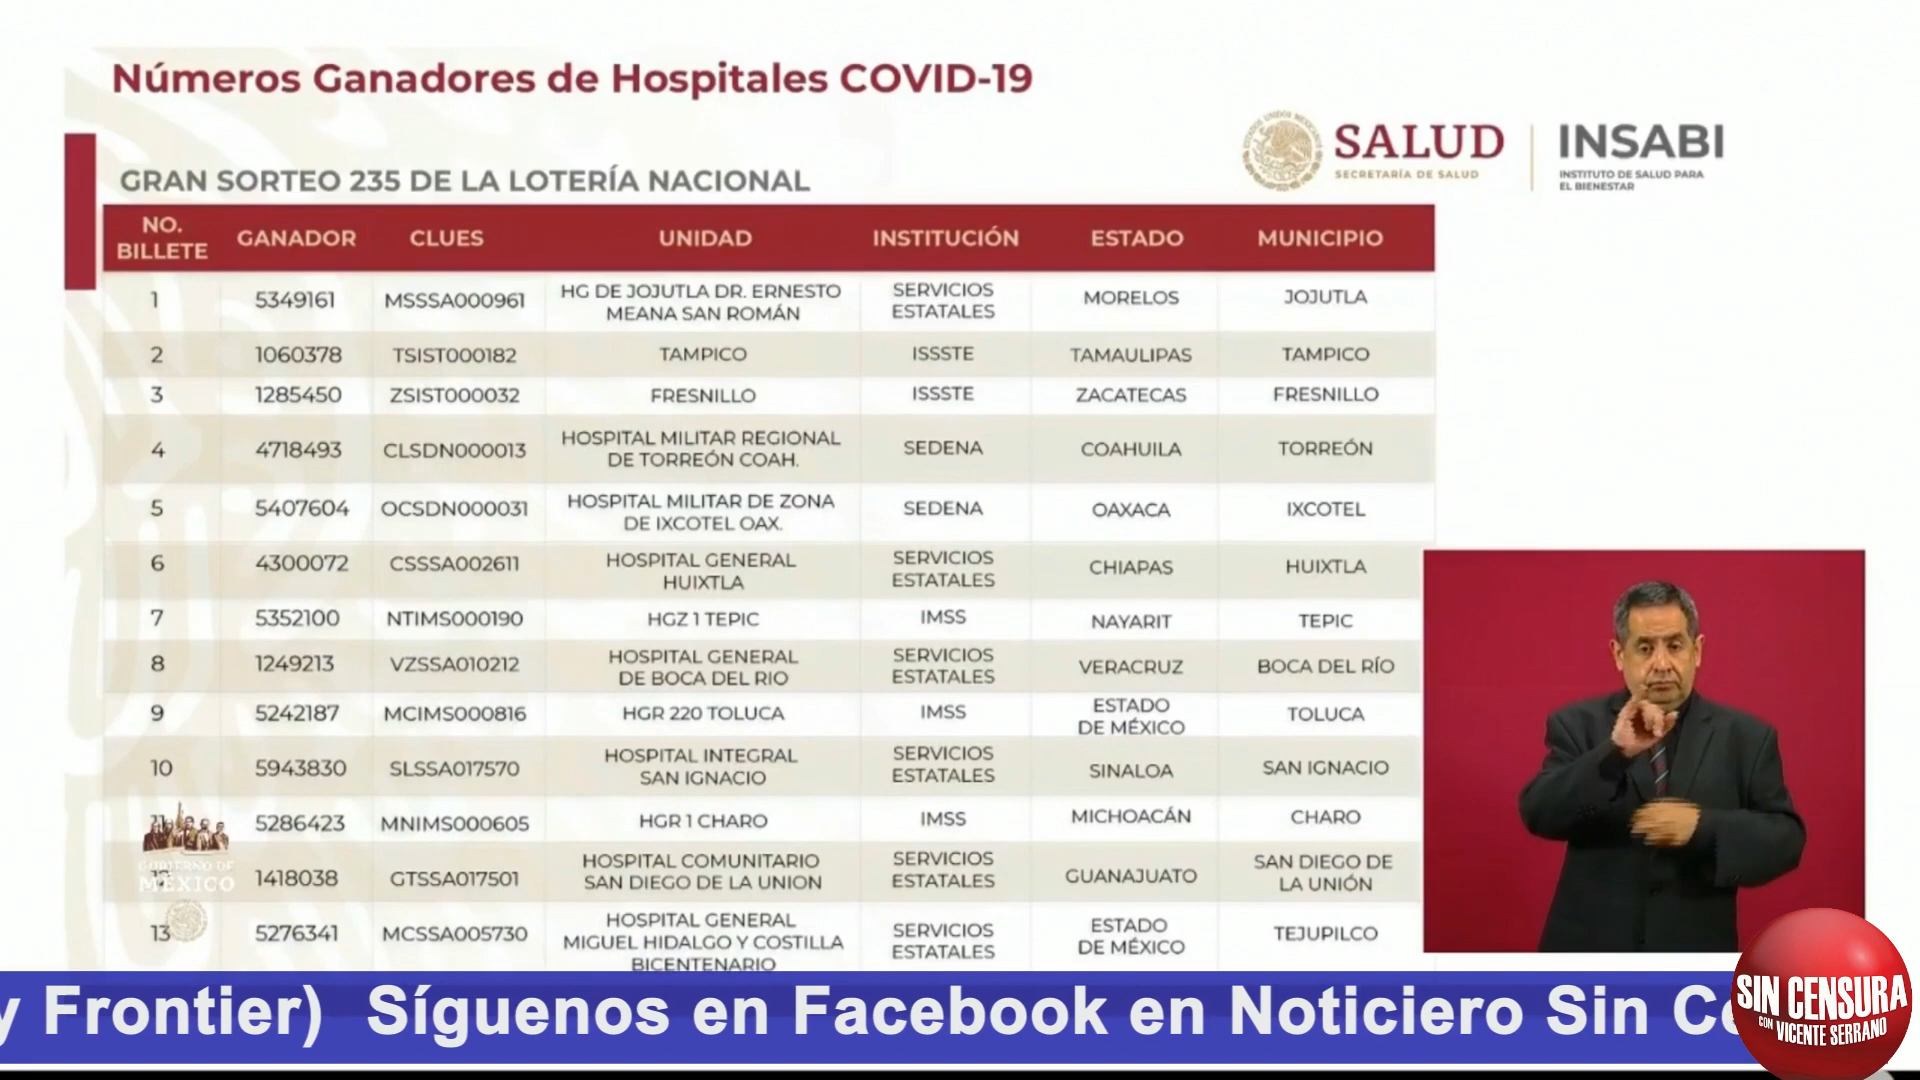 Números Ganadores de Hospitales COVID-19
SALUD
SECRETARÍA DE SALUD
INSABI
INSTITUTO DE SALUD PARA
EL BIENESTAR
GRAN SORTEO 235 DE LA LOTERÍA NACIONAL
NO. BILLETE GANADOR CLUES UNIDAD INSTITUCIÓN ESTADO MUNICIPIO
1 5349161 MSSSA000961 HG DE JOJUTLA DR. ERNESTO MEANA SAN ROMÁN SERVICIOS ESTATALES MORELOS JOJUTLA
2 1060378 TSIST000182 TAMPICO ISSSTE TAMAULIPAS TAMPICO
3 1285450 ZSIST000032 FRESNILLO ISSSTE ZACATECAS FRESNILLO
4 4718493 CLSDN000013 HOSPITAL MILITAR REGIONAL DE TORREÓN COAH. SEDENA COAHUILA TORREÓN
5 5407604 OCSDN000031 HOSPITAL MILITAR DE ZONA DE IXCOTEL OAX. SEDENA OAXACA IXCOTEL
6 4300072 CSSSA002611 HOSPITAL GENERAL HUIXTLA SERVICIOS ESTATALES CHIAPAS HUIXTLA
7 5352100 NTIMS000190 HGZ 1 TEPIC IMSS NAYARIT TEPIC
8 1249213 VZSSA010212 HOSPITAL GENERAL DE BOCA DEL RIO SERVICIOS ESTATALES VERACRUZ BOCA DEL RÍO
9 5242187 MCIMS000816 HGR 220 TOLUCA IMSS ESTADO DE MÉXICO TOLUCA
10 5943830 SLSSA017570 HOSPITAL INTEGRAL SAN IGNACIO SERVICIOS ESTATALES SINALOA SAN IGNACIO
5286423 MNIMS000605 HGR 1 CHARO IMSS MICHOACÁN CHARO
1418038 GTSSA017501 HOSPITAL COMUNITARIO SAN DIEGO DE LA UNION SERVICIOS ESTATALES GUANAJUATO SAN DIEGO DE LA UNIÓN
13 5276341 MCSSA005730 HOSPITAL GENERAL MIGUEL HIDALGO Y COSTILLA BICENTENARIO SERVICIOS ESTATALES ESTADO DE MÉXICO TEJUPILCO
GOBIERNO DE
MÉXICO
y Frontier) Síguenos en Facebook en Noticiero Sin Ce
SIN CENSURA
CON VICENTE SERRANO